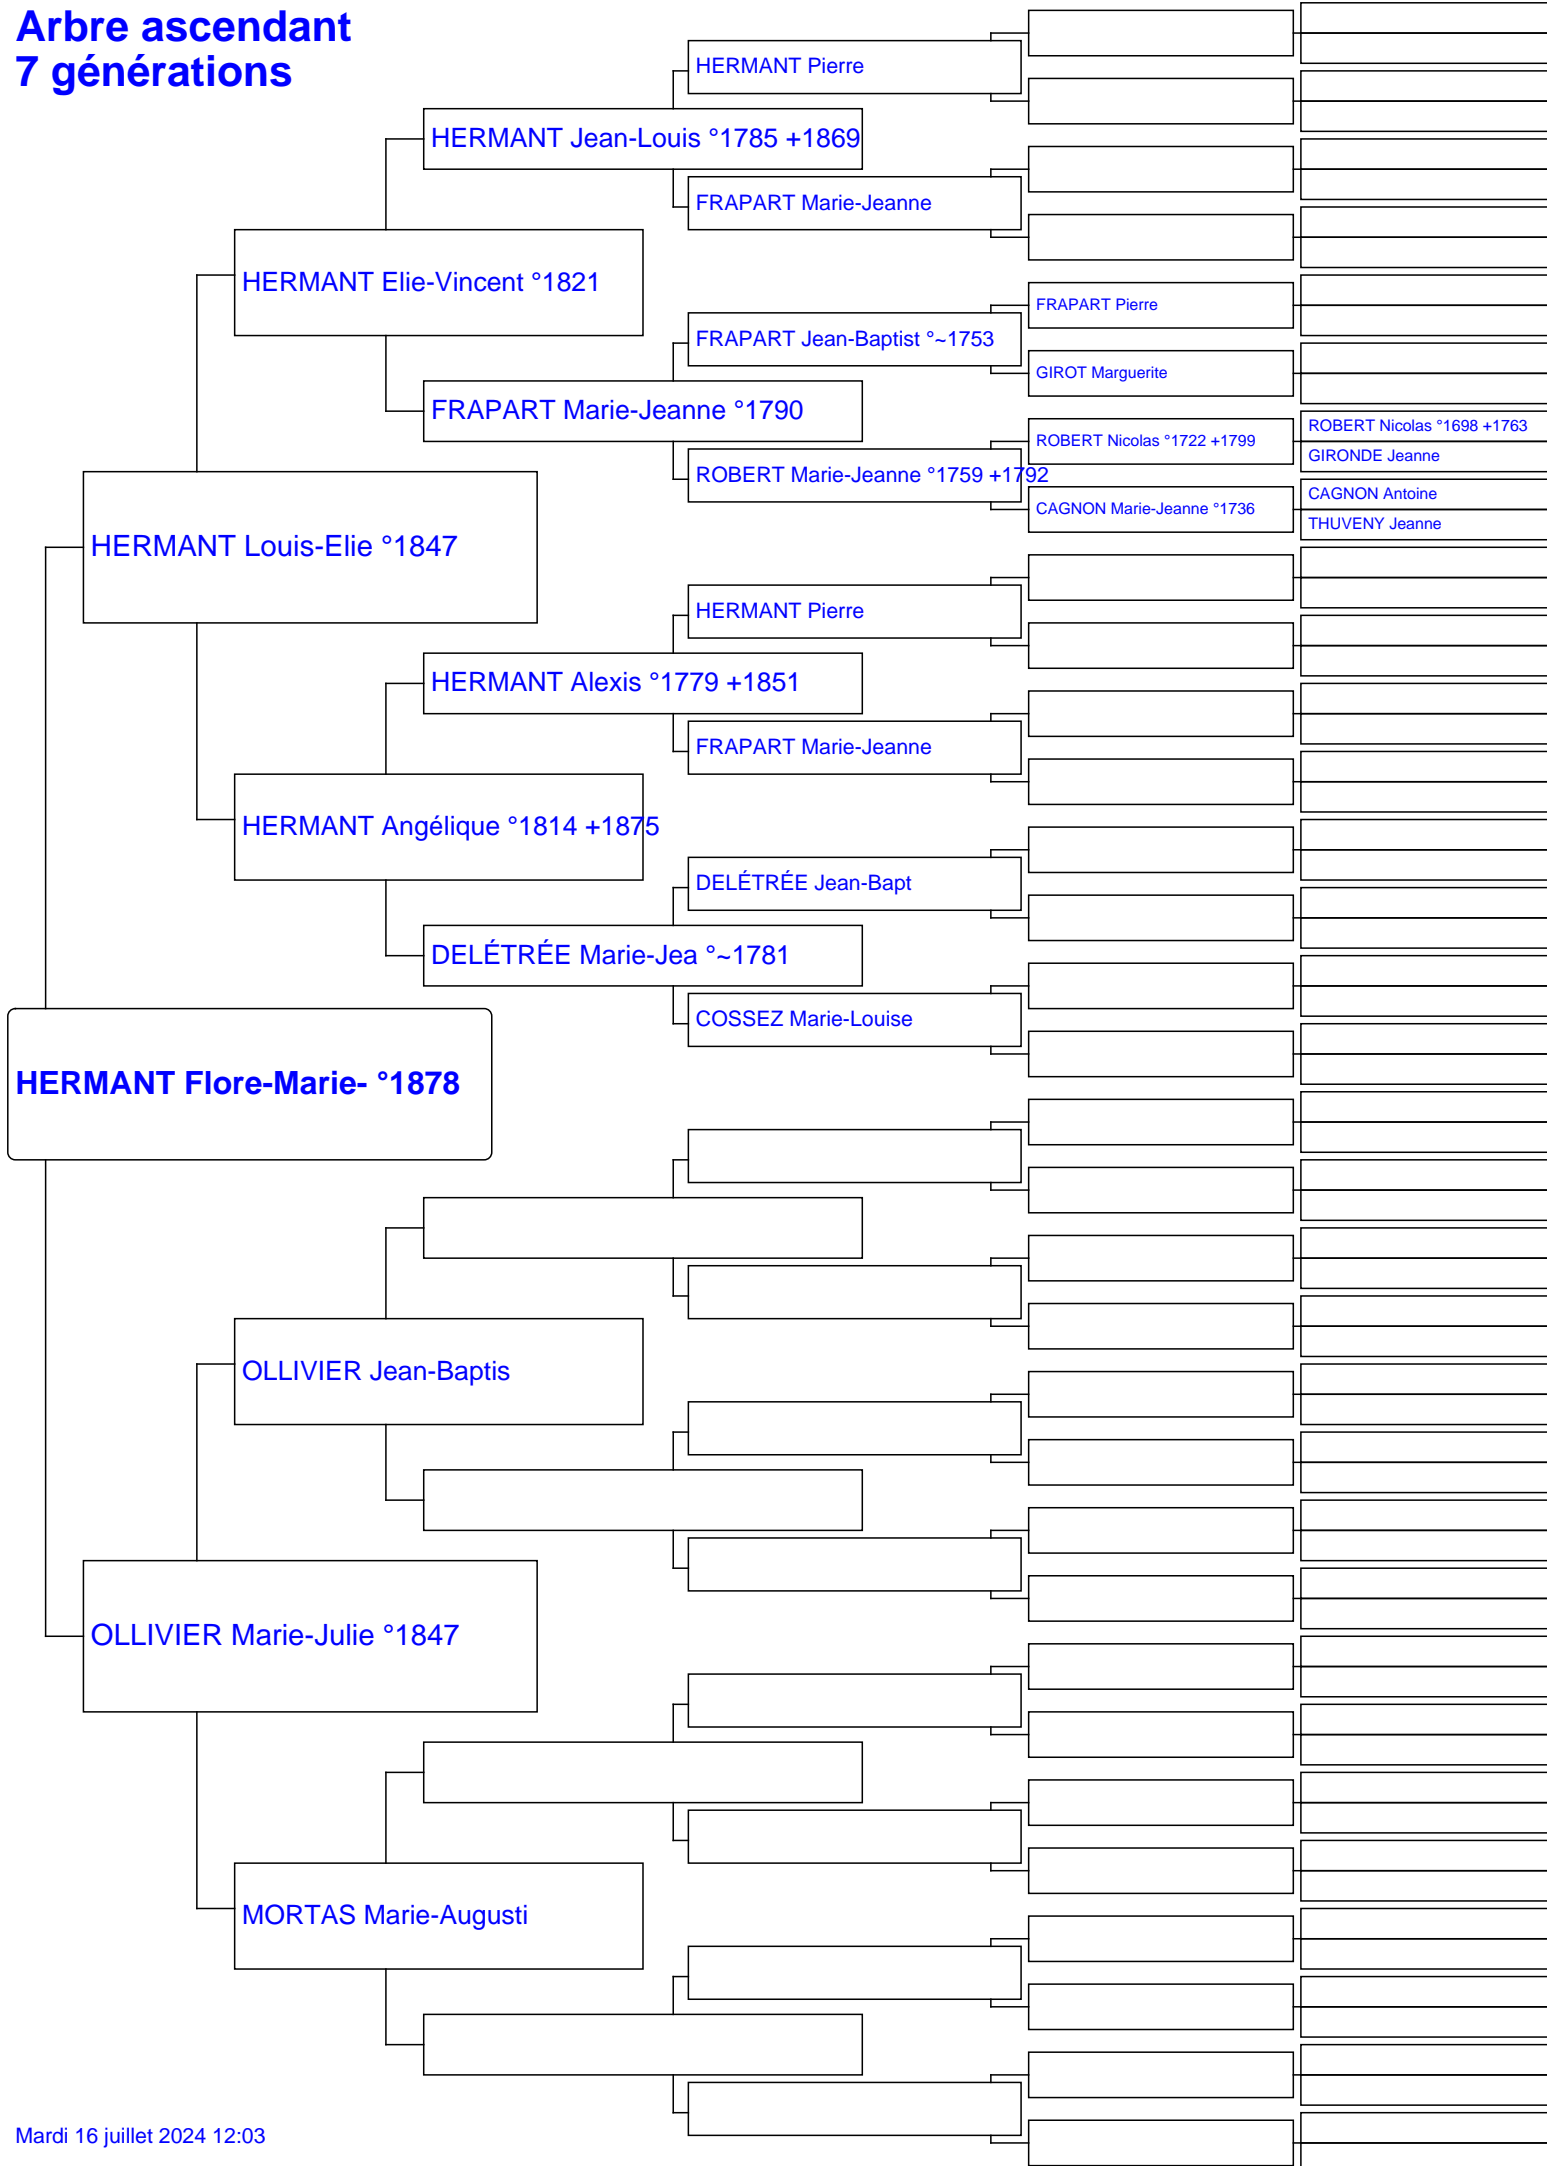 Arbre ascendant
7 générations
HERMANT Pierre
HERMANT Jean-Louis °1785 +1869
FRAPART Marie-Jeanne
HERMANT Elie-Vincent °1821
FRAPART Pierre
FRAPART Jean-Baptist °~1753
GIROT Marguerite
FRAPART Marie-Jeanne °1790
ROBERT Nicolas °1698 +1763
ROBERT Nicolas °1722 +1799
GIRONDE Jeanne
ROBERT Marie-Jeanne °1759 +1792
CAGNON Antoine
CAGNON Marie-Jeanne °1736
THUVENY Jeanne
HERMANT Louis-Elie °1847
HERMANT Pierre
HERMANT Alexis °1779 +1851
FRAPART Marie-Jeanne
HERMANT Angélique °1814 +1875
DELÉTRÉE Jean-Bapt
DELÉTRÉE Marie-Jea °~1781
COSSEZ Marie-Louise
HERMANT Flore-Marie- °1878
OLLIVIER Jean-Baptis
OLLIVIER Marie-Julie °1847
MORTAS Marie-Augusti
Mardi 16 juillet 2024 12:03